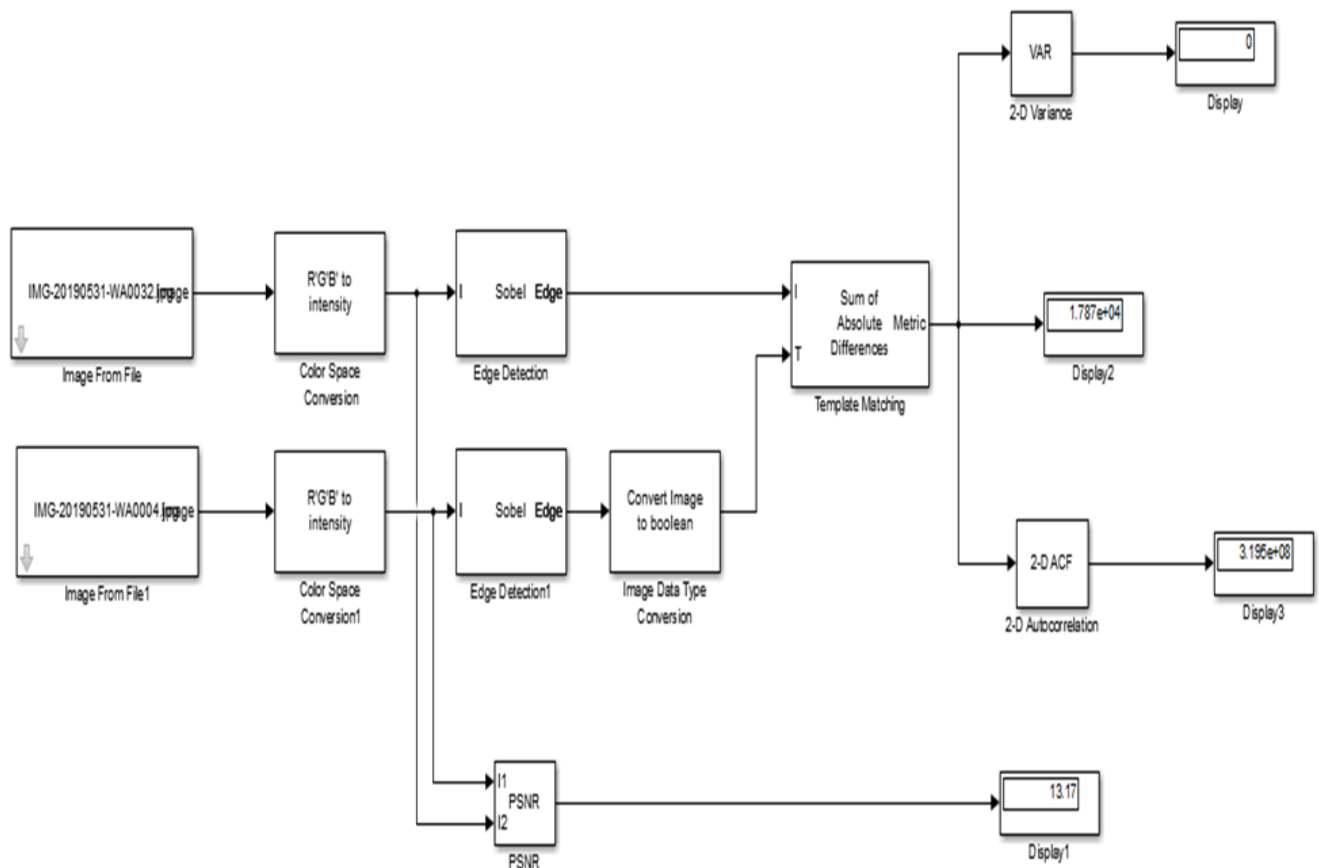 VAR
2-D Variance
0
Display
IMG-20190531-WA0032.jpg
Image
Image From File
R'G'B' to
intensity
Color Space
Conversion
I
Sobel
Edge
Edge Detection
I
T
Sum of
Absolute
Differences
Metric
Template Matching
1.787e+04
Display2
IMG-20190531-WA0004.jpg
Image
Image From File1
R'G'B' to
intensity
Color Space
Conversion1
I
Sobel
Edge
Edge Detection1
Convert Image
to boolean
Image Data Type
Conversion
2-D ACF
2-D Autocorrelation
3.195e+08
Display3
I1
PSNR
I2
PSNR
13.17
Display1